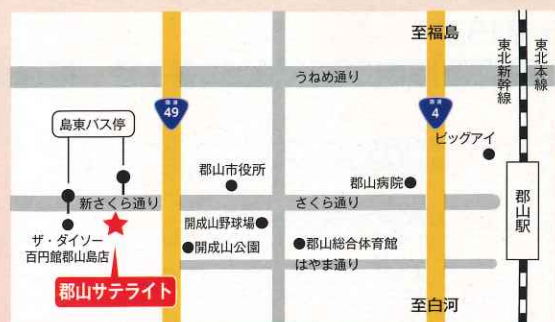 至福島
東北新幹線
東北本線
うねめ通り
島東バス停
国道
49
国道
4
ビッグアイ
郡山市役所
郡山病院
新さくら通り
さくら通り
郡山駅
開成山野球場
ザ・ダイソー
百円館郡山島店
開成山公園
郡山総合体育館
はやま通り
郡山サテライト
至白河